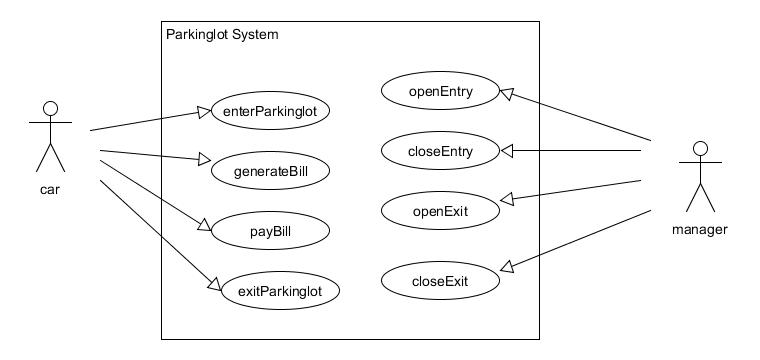 Parkinglot System
enterParkinglot
generateBill
payBill
exitParkinglot
openEntry
closeEntry
openExit
closeExit
car
manager